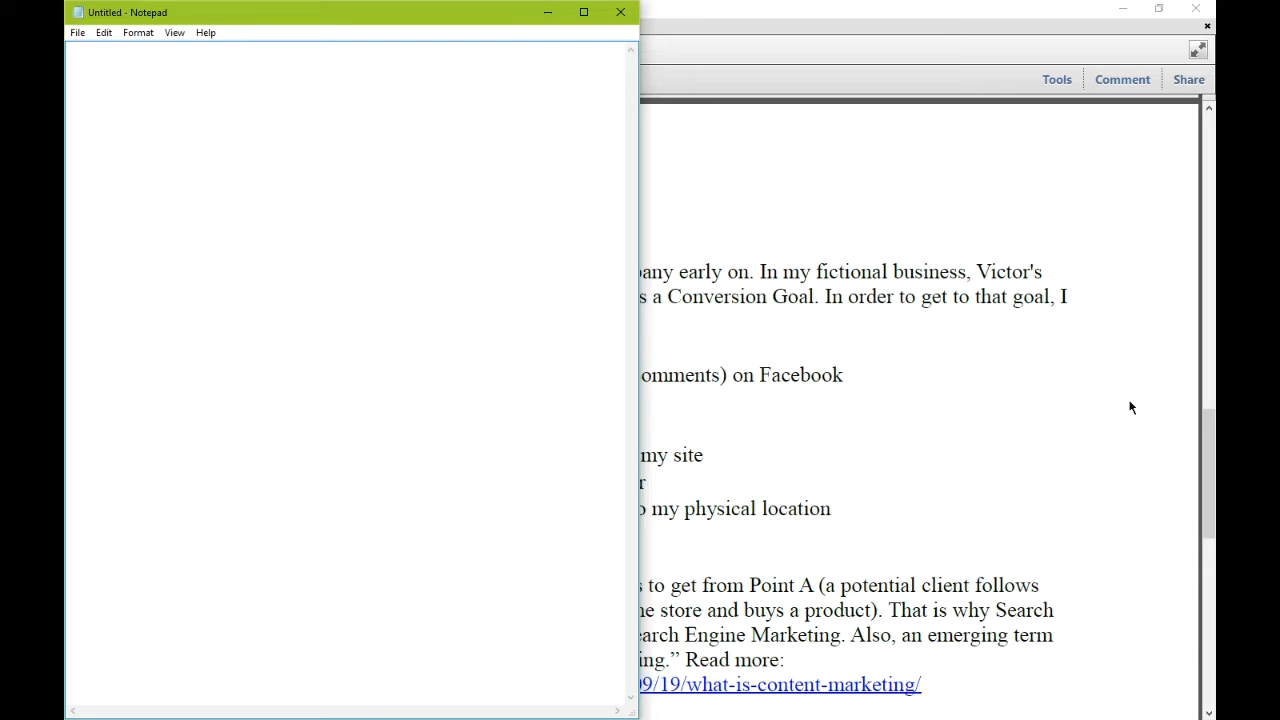 Untitled - Notepad
File Edit Format View Help
Tools Comment Share
any early on. In my fictional business, Victor's
s a Conversion Goal. In order to get to that goal, I
omments) on Facebook
my site
r
my physical location
s to get from Point A (a potential client follows
e store and buys a product). That is why Search
earch Engine Marketing. Also, an emerging term
ing.” Read more:
9/19/what-is-content-marketing/